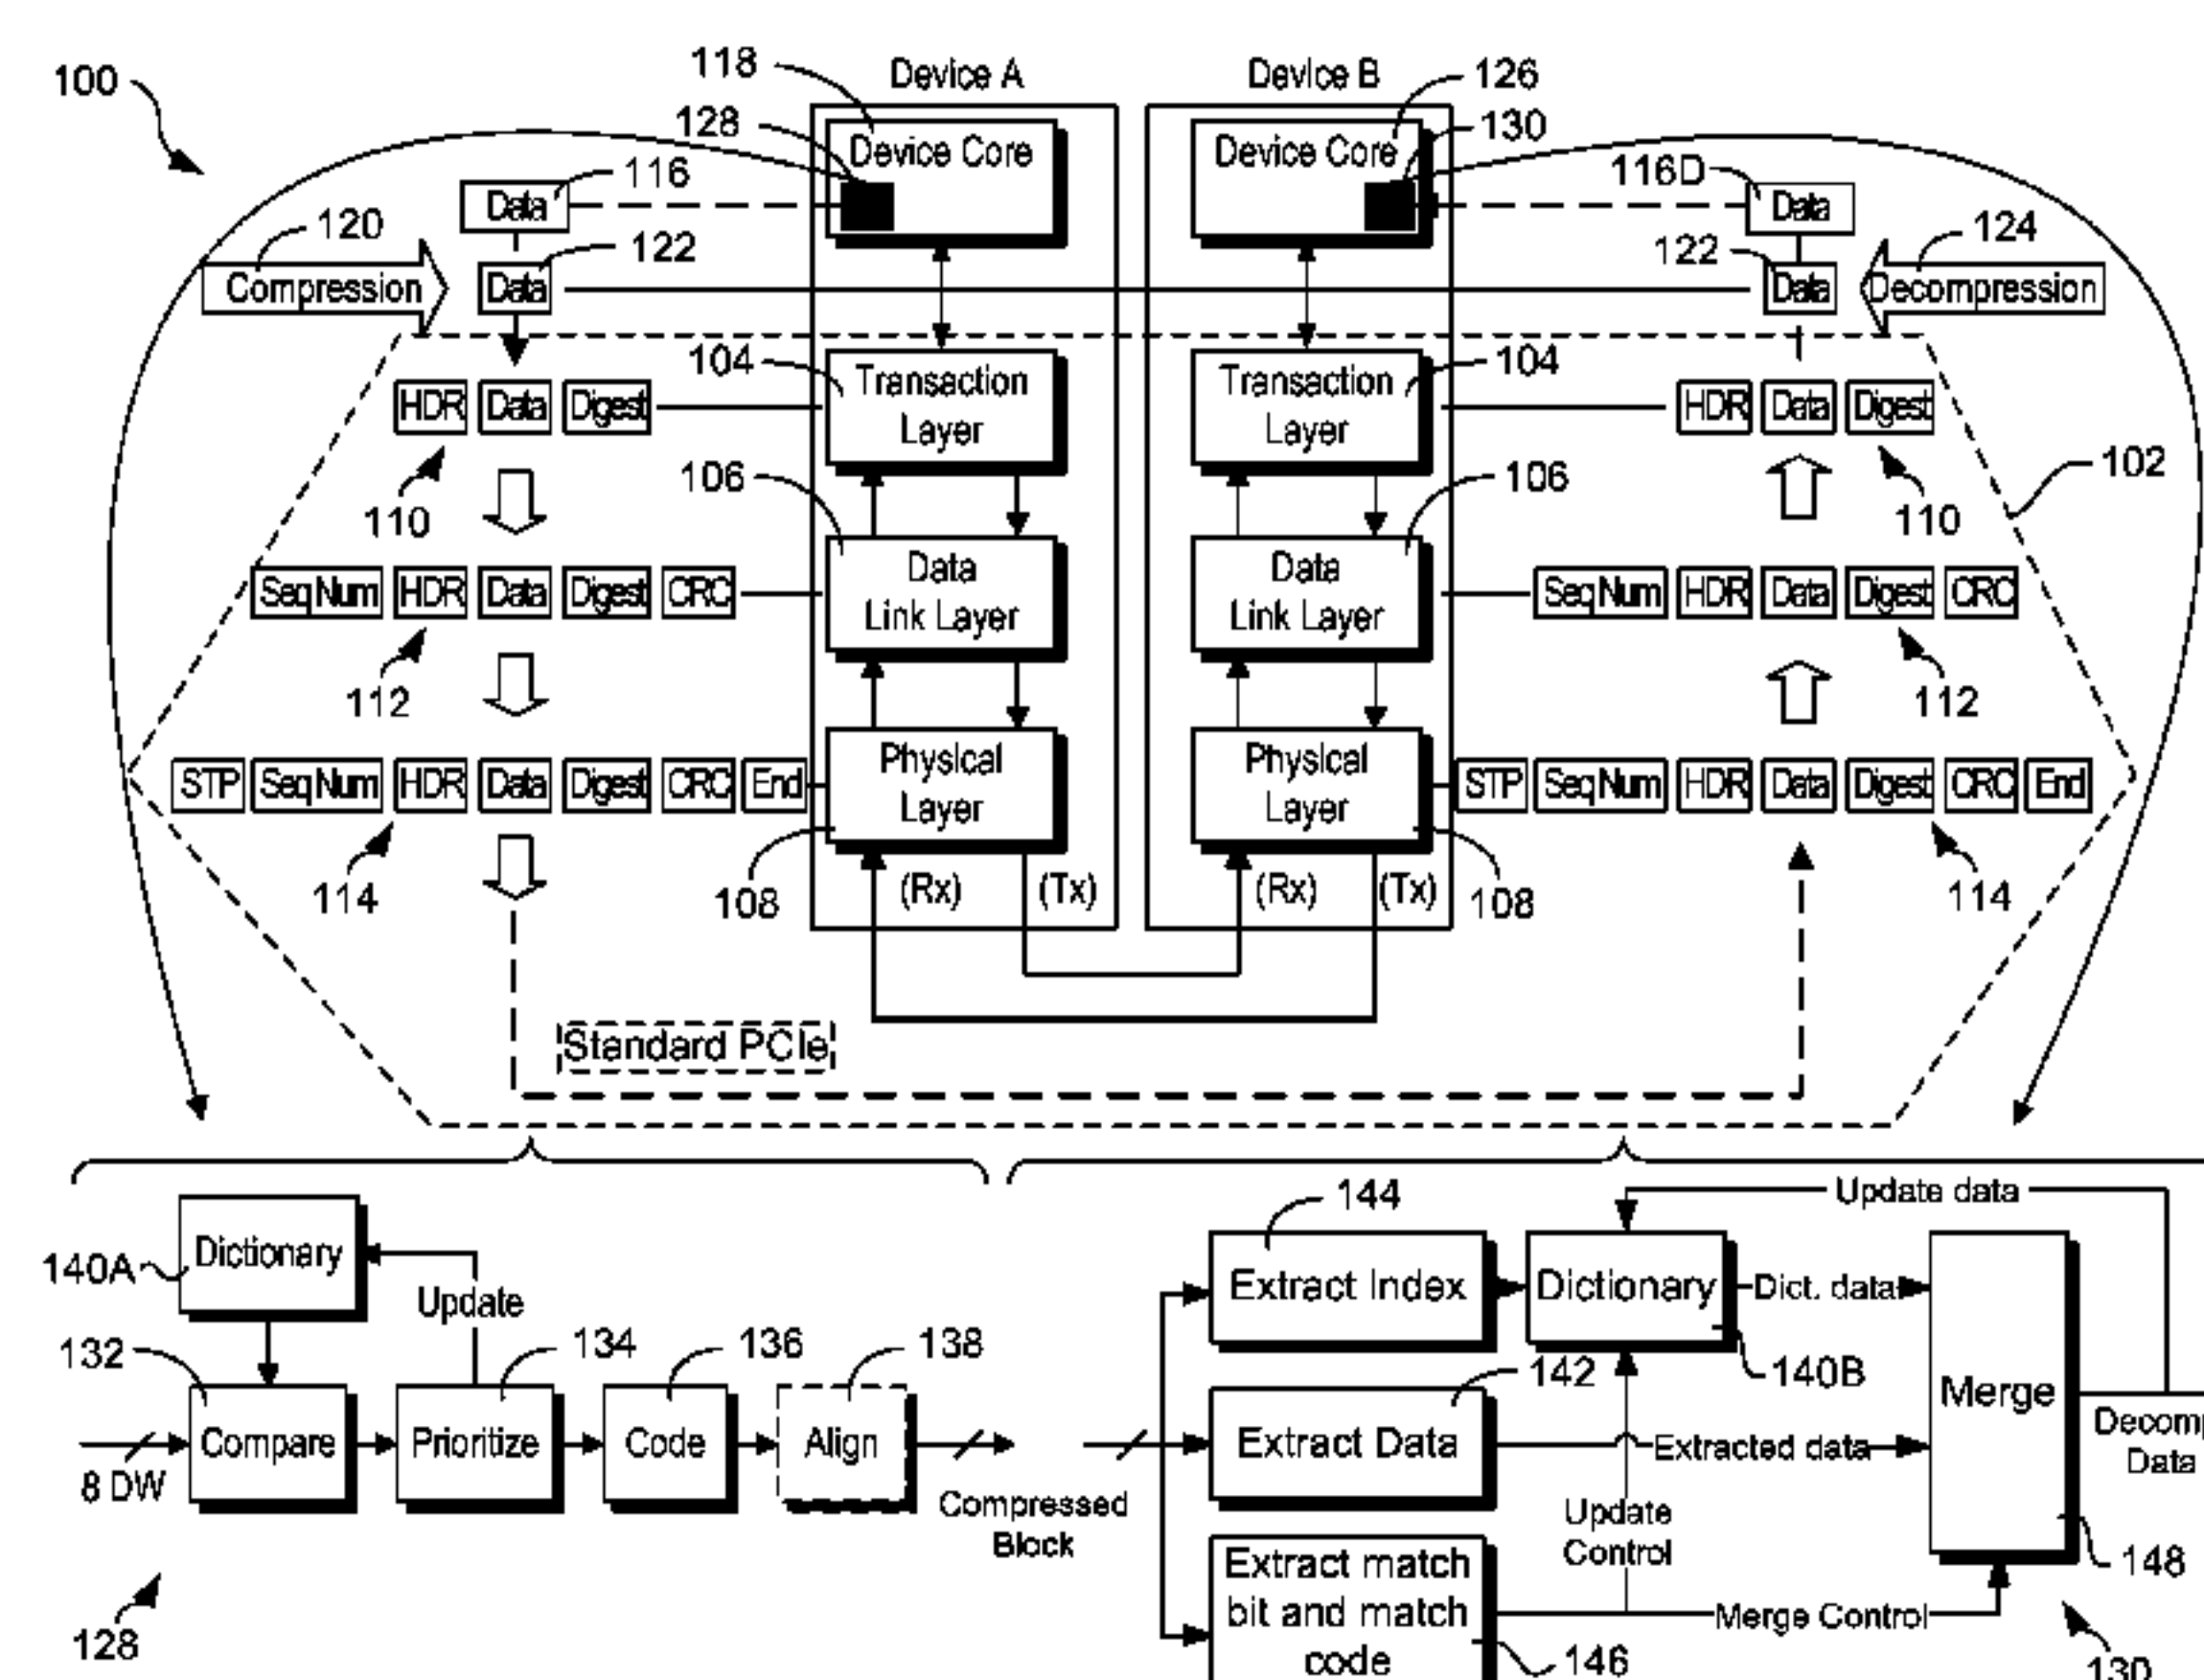 118 Device A Device B 126
100
128 Device Core Device Core 130
116 116D
Data Data
120 122 122 124
Compression Data Data Decompression
104 Transaction Layer Transaction Layer 104
HDR Data Digest HDR Data Digest
102
106 106
110 110
Data Data
SeqNum HDR Data Digest CRC Link Layer Link Layer SeqNum HDR Data Digest CRC
112 112
Physical Physical
STP SeqNum HDR Data Digest CRC End Layer Layer STP SeqNum HDR Data Digest CRC End
114 108 (Rx) (Tx) (Rx) (Tx) 108 114
Standard PCIe
144 Update data
140A Dictionary
Update
Extract Index Dictionary Dict. data
132 134 136 138 142 140B
Merge
Compare Prioritize Code Align Extract Data Extracted data
8 DW
Decomp
Data
Compressed
Block
Update
Control
148
Extract match
bit and match
code
Merge Control
128 146 130